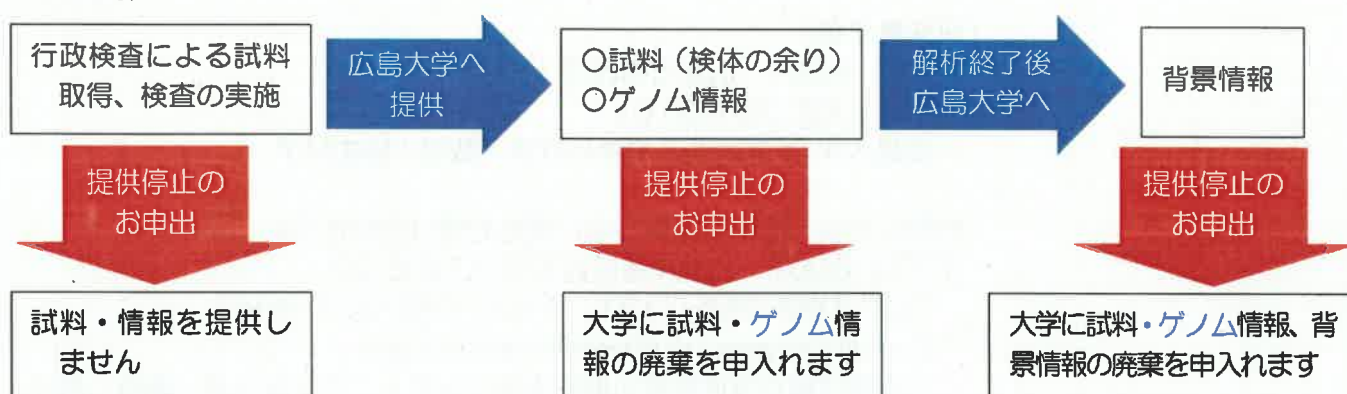 行政検査による試料
取得、検査の実施
広島大学へ
提供
〇試料（検体の余り）
〇ゲノム情報
解析終了後
広島大学へ
背景情報
提供停止の
お申出
提供停止の
お申出
提供停止の
お申出
試料・情報を提供し
ません
大学に試料・ゲノム情
報の廃棄を申入れます
大学に試料・ゲノム情報、背
景情報の廃棄を申入れます